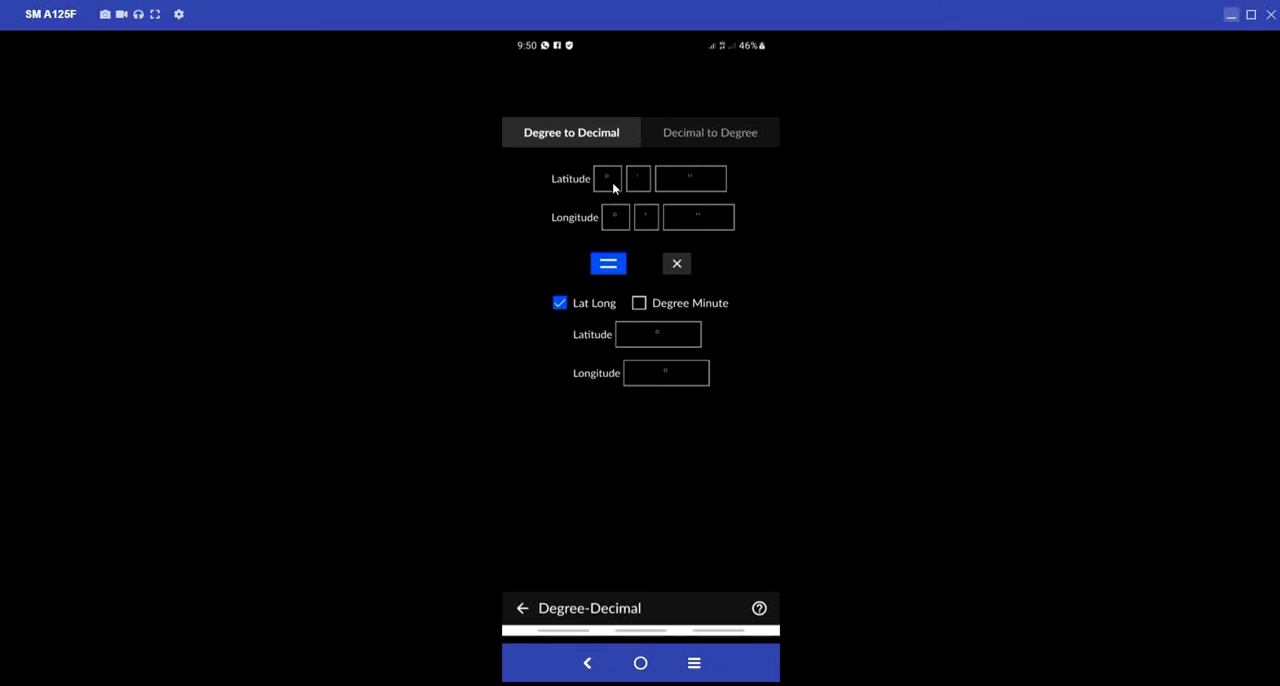 SM A125F
9:50 46%
Degree to Decimal Decimal to Degree
Latitude ° ' "
Longitude ° ' "
Lat Long Degree Minute
Latitude °
Longitude °
Degree-Decimal